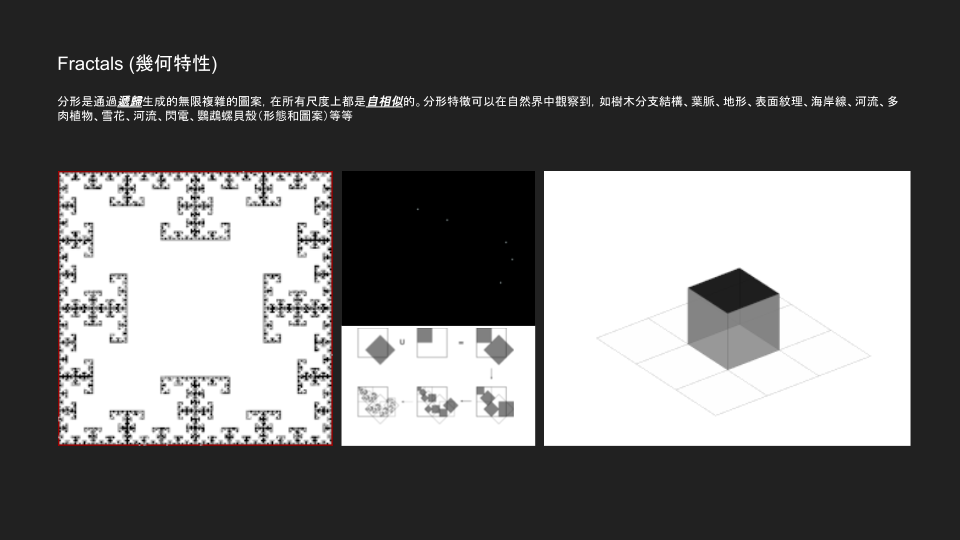 Fractals (幾何特性)
分形是通過遞歸生成的無限複雜的圖案, 在所有尺度上都是自相似的。分形特徵可以在自然界中觀察到, 如樹木分支結構、葉脈、地形、表面紋理、海岸線、河流、多
肉植物、雪花、河流、閃電、鸚鵡螺貝殼(形態和圖案)等等
U =